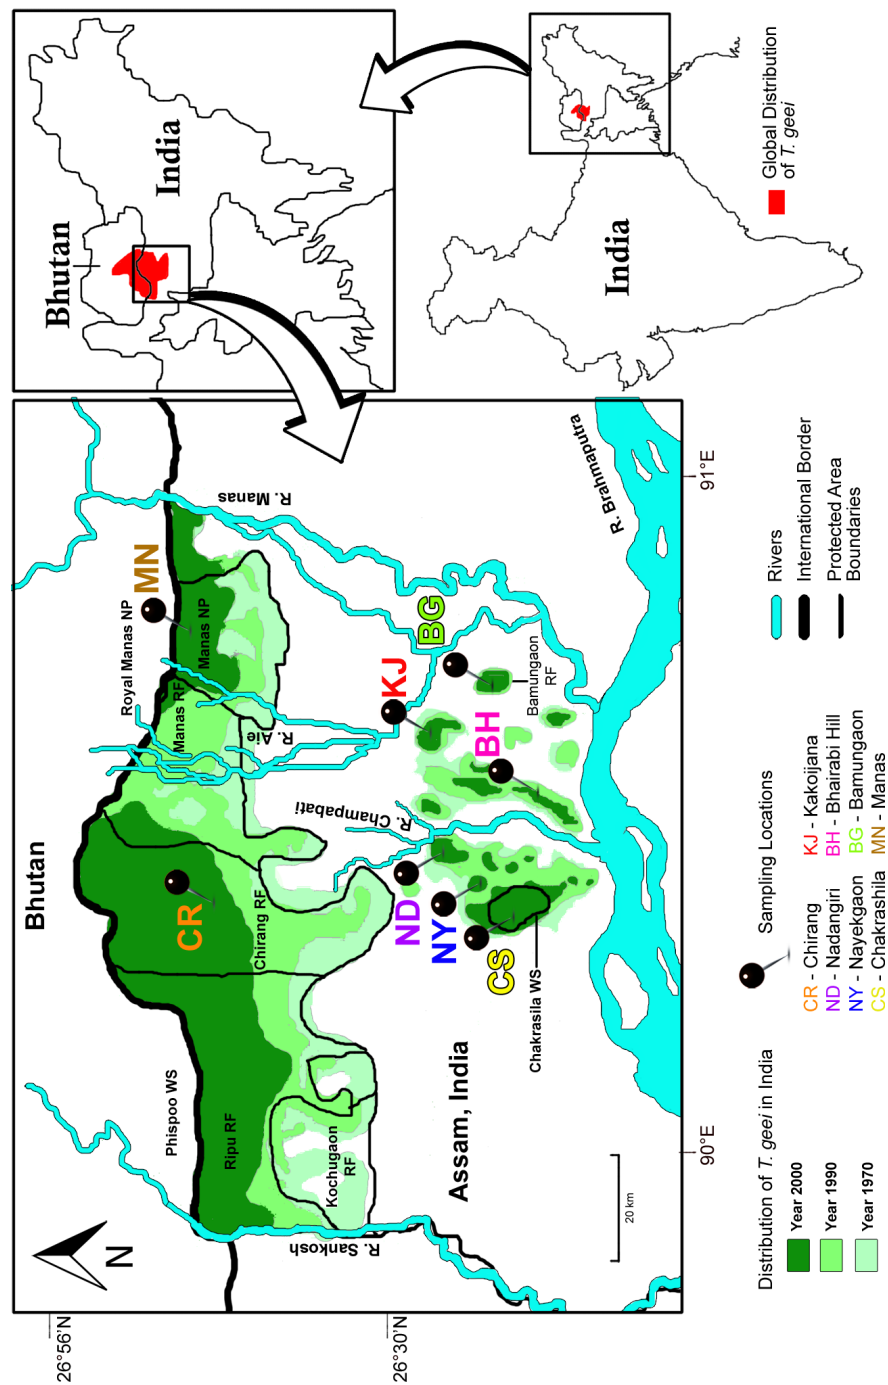 Bhutan
Phispoo WS
Royal Manas NP
MN
Ripu RF
CR
Chirang RF
Manas RF
Manas NP
R. Manas
R. Aie
R. Champabati
Kochugaon
RF
R. Sankosh
Assam, India
ND
NY
CS
KJ
BG
BH
Bamungaon
RF
Chakrasila WS
R. Brahmaputra
N
20 km
26°56'N
26°30'N
90°E
91°E
Bhutan
India
India
Global Distribution
of T. geei
Distribution of T. geei in India
Year 2000
Year 1990
Year 1970
Sampling Locations
CR - Chirang
ND - Nadangiri
NY - Nayekgaon
CS - Chakrashila
KJ - Kakoijana
BH - Bhairabi Hill
BG - Bamungaon
MN - Manas
Rivers
International Border
Protected Area
Boundaries